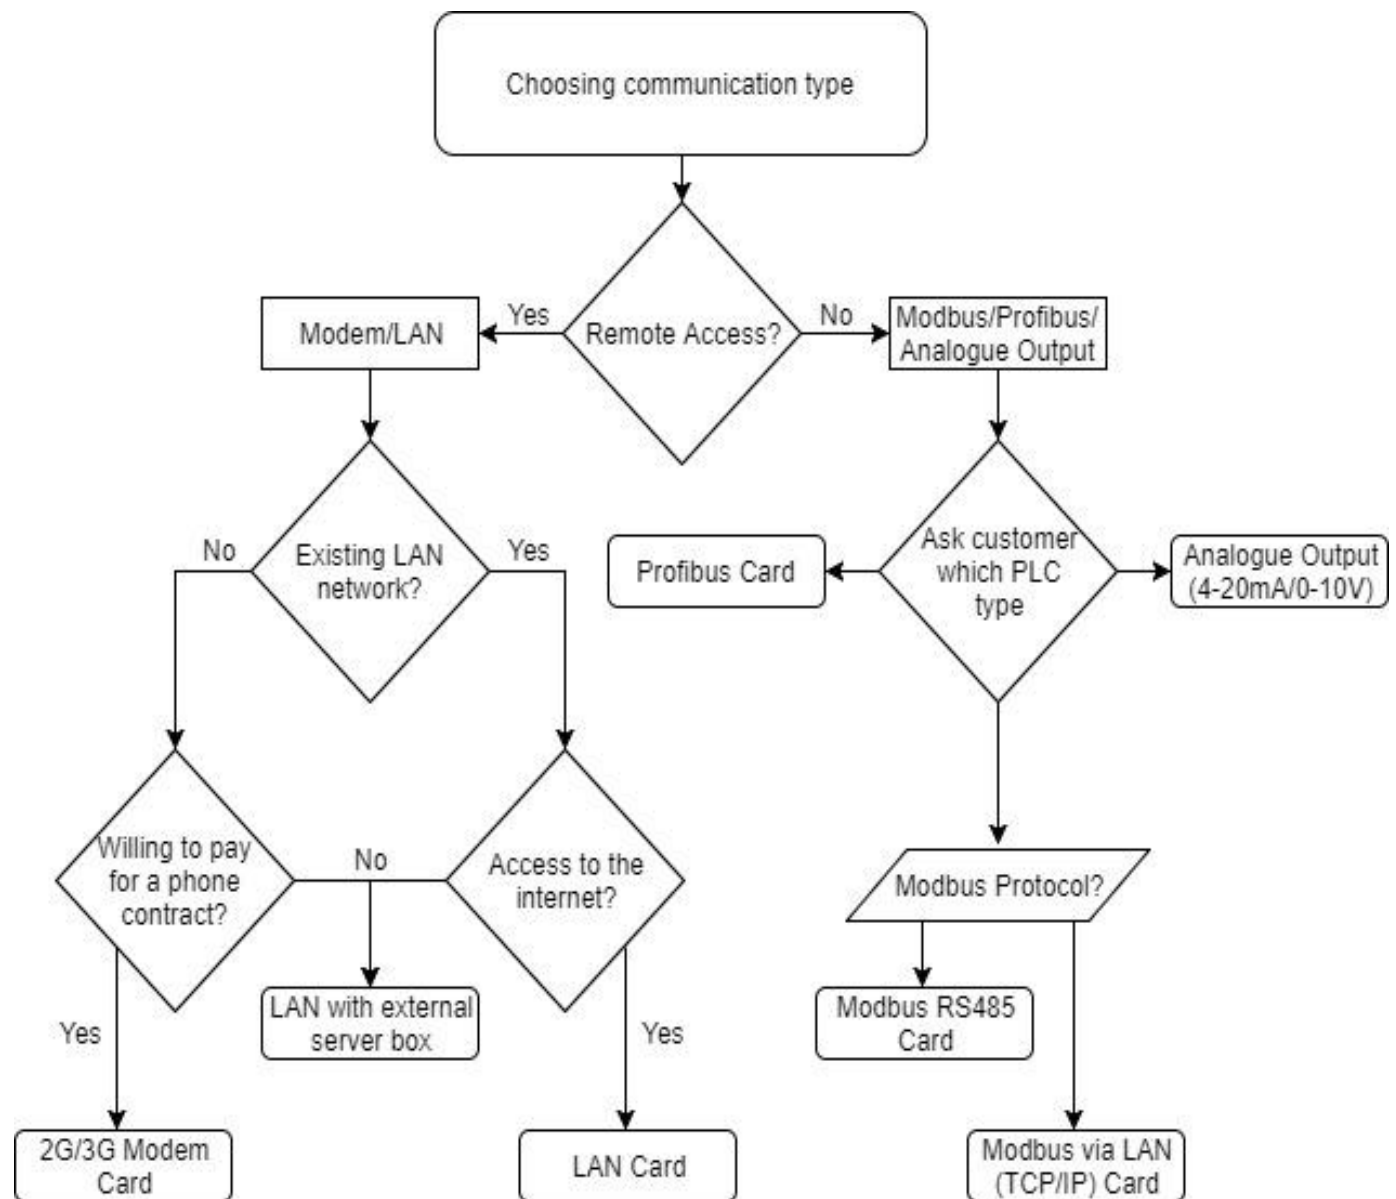 Choosing communication type
Yes
No
Modem/LAN
Remote Access?
Modbus/Profibus/
Analogue Output
No
Existing LAN
network?
Yes
Profibus Card
Ask customer
which PLC
type
Analogue Output
(4-20mA/0-10V)
Willing to pay
for a phone
contract?
No
Access to the
internet?
Modbus Protocol?
Yes
LAN with external
server box
Yes
Modbus RS485
Card
2G/3G Modem
Card
LAN Card
Modbus via LAN
(TCP/IP) Card